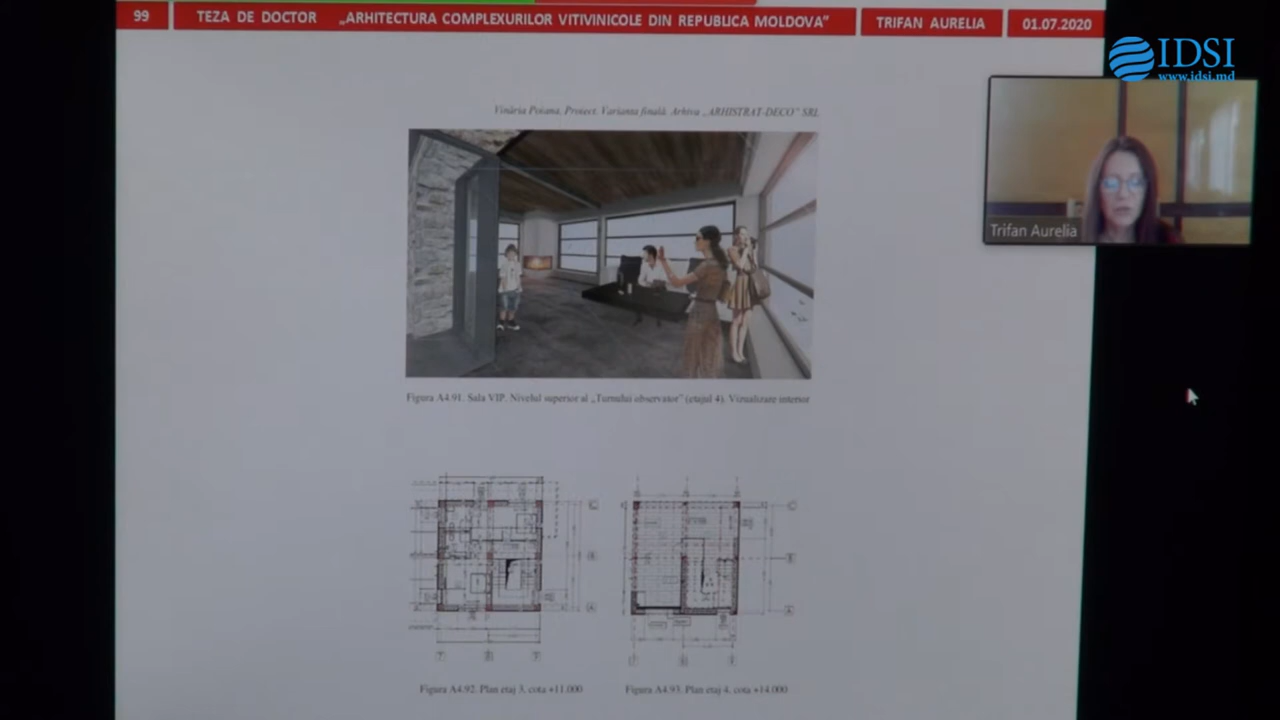 99
TEZA DE DOCTOR „ARHITECTURA COMPLEXURILOR VITIVINICOLE DIN REPUBLICA MOLDOVA”
TRIFAN AURELIA
01.07.2020
IDSI
www.idsi.md
Trifan Aurelia
Vinăria Poiana. Proiect. Varianta finală. Arhiva „ARHISTRAT-DECO” SRL
Figura A4.91. Sala VIP. Nivelul superior al „Turnului observator” (etajul 4). Vizualizare interior
Figura A4.92. Plan etaj 3, cota +11.000
Figura A4.93. Plan etaj 4, cota +14.000